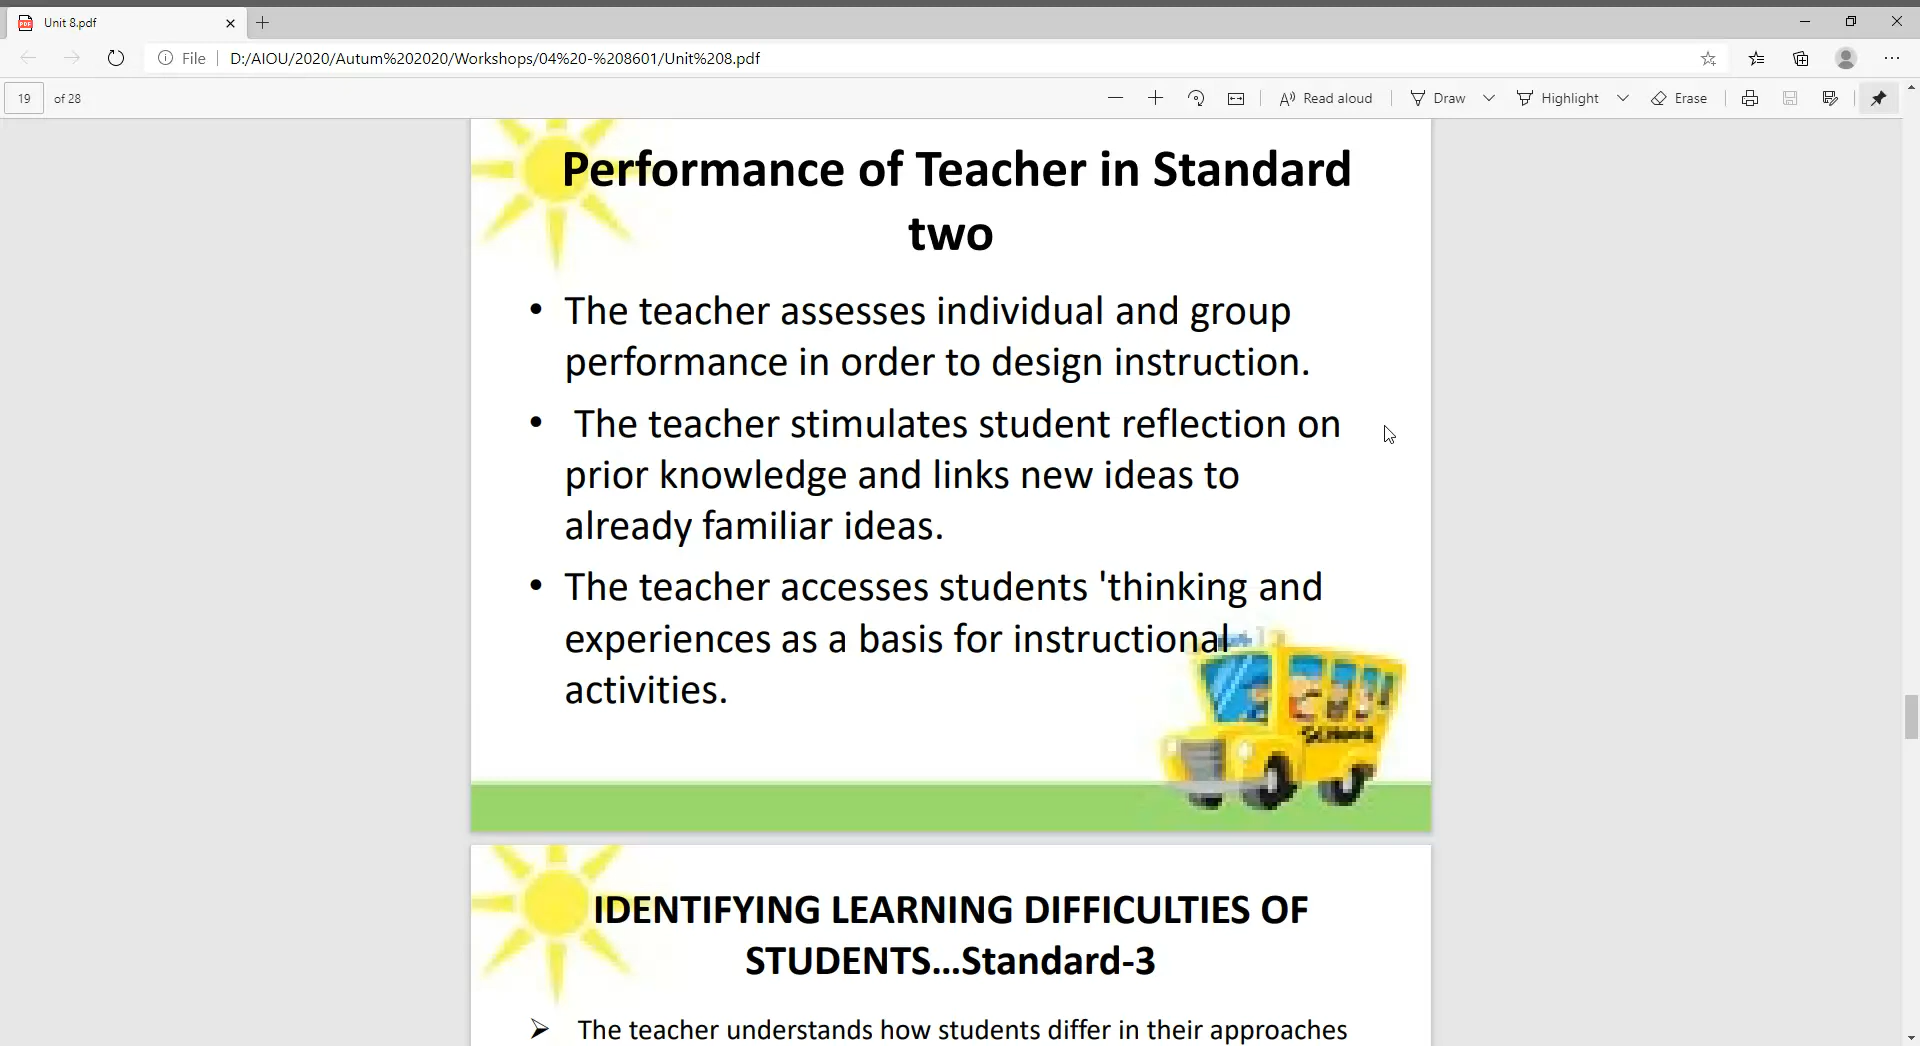 Unit 8.pdf
File
D:/AIOU/2020/Autum%202020/Workshops/04%20-%208601/Unit%208.pdf
19 of 28
Read aloud
Draw
Highlight
Erase
Performance of Teacher in Standard
two
• The teacher assesses individual and group
performance in order to design instruction.
• The teacher stimulates student reflection on
prior knowledge and links new ideas to
already familiar ideas.
• The teacher accesses students 'thinking and
experiences as a basis for instructional
activities.
SCHOOL
IDENTIFYING LEARNING DIFFICULTIES OF
STUDENTS...Standard-3
➢ The teacher understands how students differ in their approaches